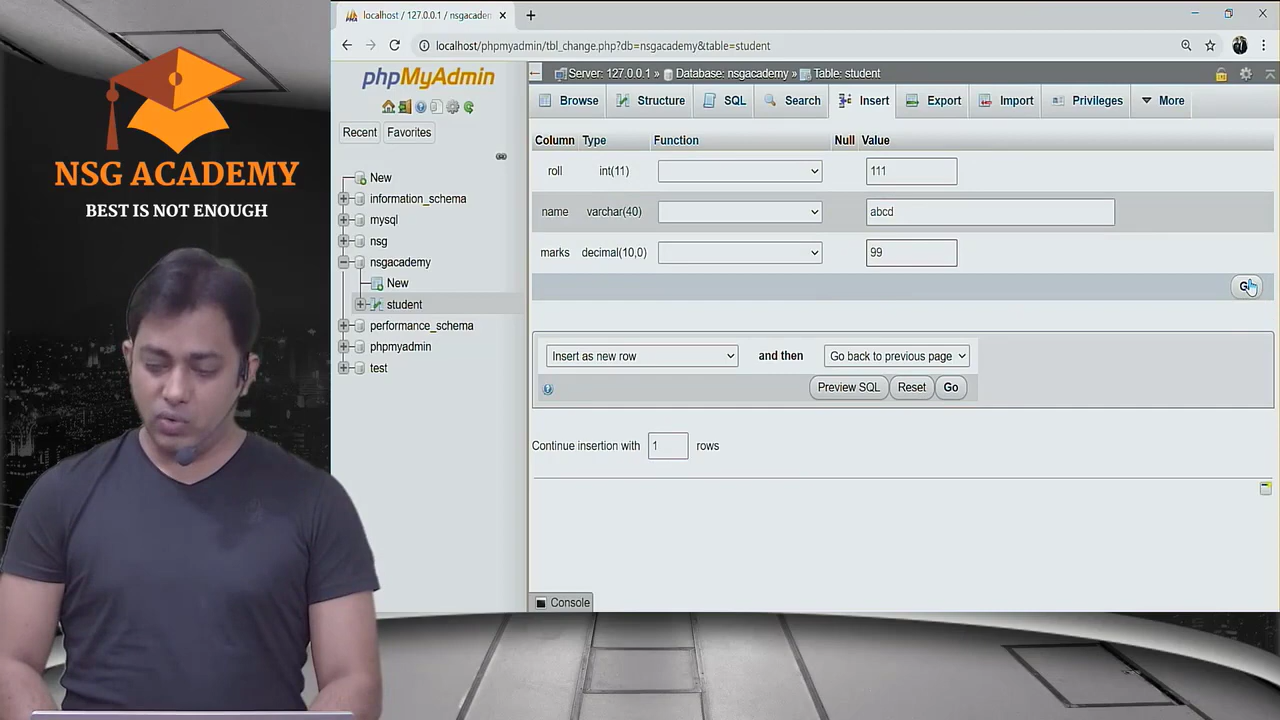 NSG ACADEMY
BEST IS NOT ENOUGH
localhost / 127.0.0.1 / nsgacadem
localhost/phpmyadmin/tbl_change.php?db=nsgacademy&table=student
phpMyAdmin
Recent Favorites
New
information_schema
mysql
nsg
nsgacademy
New
student
performance_schema
phpmyadmin
test
Server: 127.0.0.1 » Database: nsgacademy » Table: student
Browse Structure SQL Search Insert Export Import Privileges More
Column Type Function Null Value
roll int(11) 111
name varchar(40) abcd
marks decimal(10,0) 99
Insert as new row and then Go back to previous page
Preview SQL Reset Go
Continue insertion with 1 rows
Console